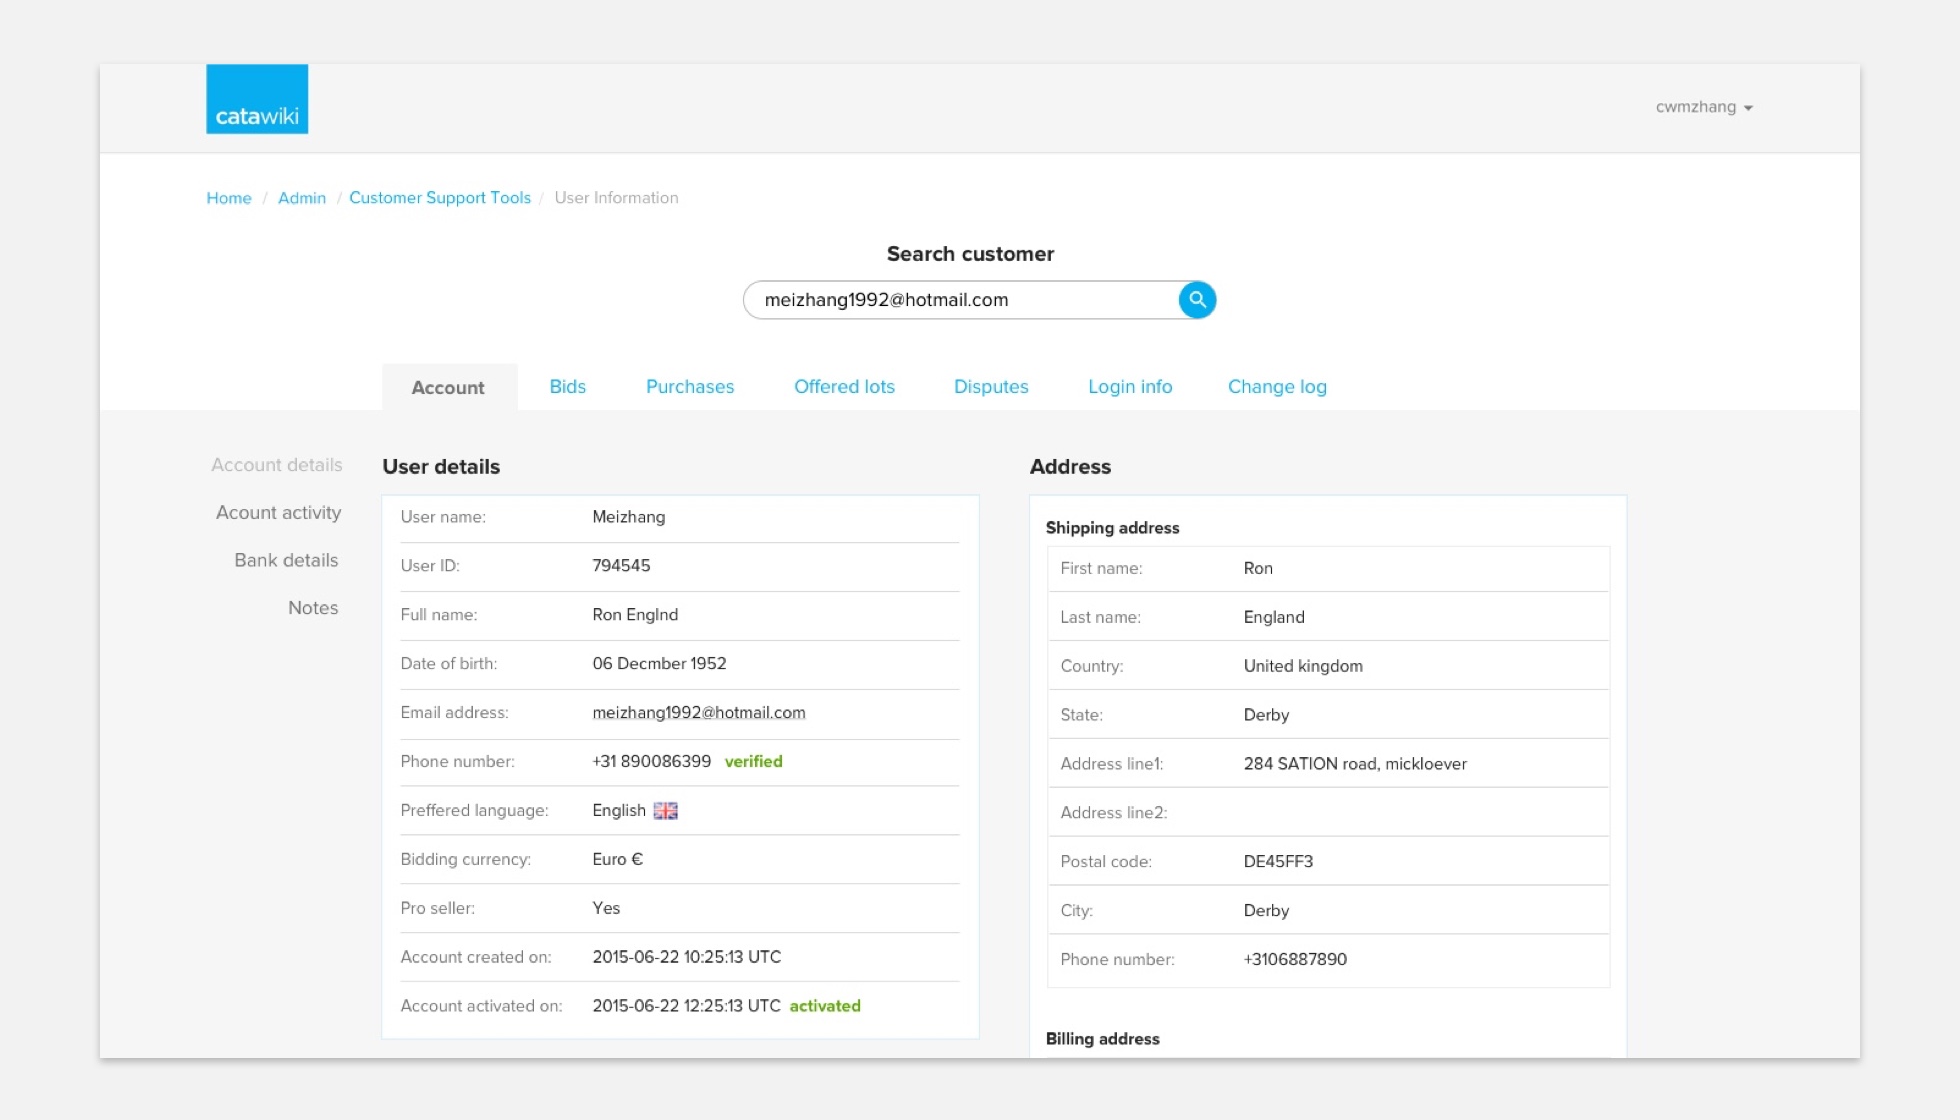 catawiki
cwmzhang
Home / Admin / Customer Support Tools / User Information
Search customer
meizhang1992@hotmail.com
Account Bids Purchases Offered lots Disputes Login info Change log
Account details
Acount activity
Bank details
Notes
User details
User name: Meizhang
User ID: 794545
Full name: Ron Englnd
Date of birth: 06 Decmber 1952
Email address: meizhang1992@hotmail.com
Phone number: +31 890086399 verified
Preffered language: English
Bidding currency: Euro €
Pro seller: Yes
Account created on: 2015-06-22 10:25:13 UTC
Account activated on: 2015-06-22 12:25:13 UTC activated
Address
Shipping address
First name: Ron
Last name: England
Country: United kingdom
State: Derby
Address line1: 284 SATION road, mickloever
Address line2:
Postal code: DE45FF3
City: Derby
Phone number: +3106887890
Billing address